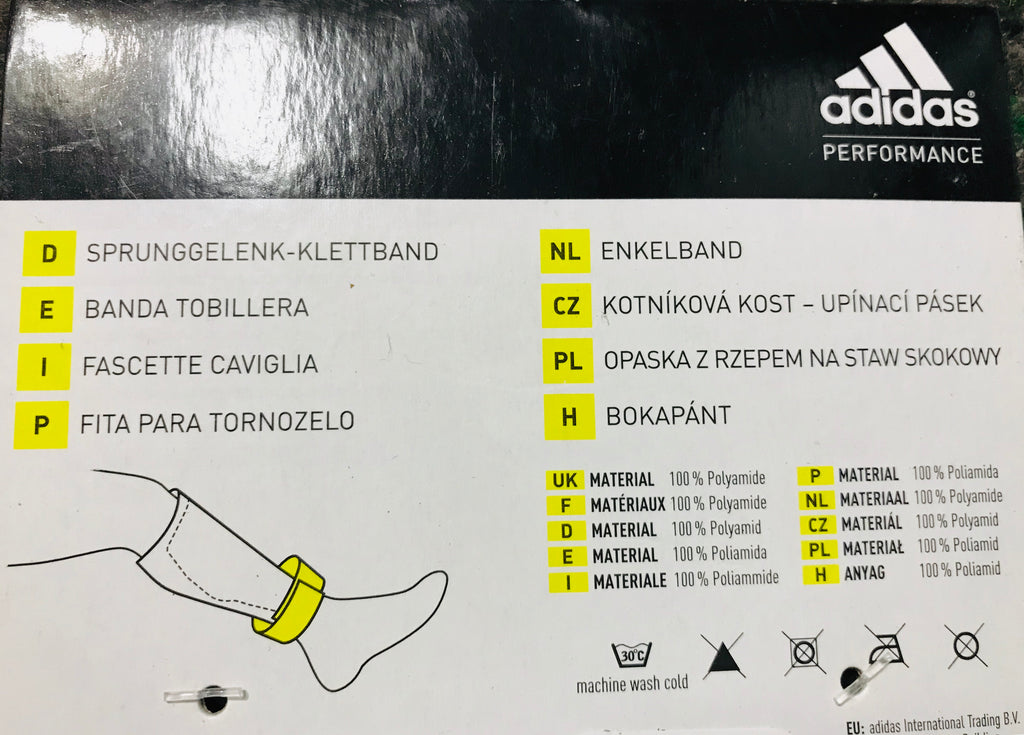 adidas®
PERFORMANCE
D SPRUNGGELENK-KLETTBAND
E BANDA TOBILLERA
I FASCETTE CAVIGLIA
P FITA PARA TORNOZELO
NL ENKELBAND
CZ KOTNÍKOVÁ KOST – UPÍNACÍ PÁSEK
PL OPASKA Z RZEPEM NA STAW SKOKOWY
H BOKAPÁNT
UK MATERIAL 100% Polyamide
F MATÉRIAUX 100% Polyamide
D MATERIAL 100% Polyamid
E MATERIAL 100% Poliamida
I MATERIALE 100% Poliammide
P MATERIAL 100% Poliamida
NL MATERIAAL 100% Polyamide
CZ MATERIÁL 100% Polyamid
PL MATERIAŁ 100% Poliamid
H ANYAG 100% Poliamid
30°C
machine wash cold
EU: adidas International Trading B.V.